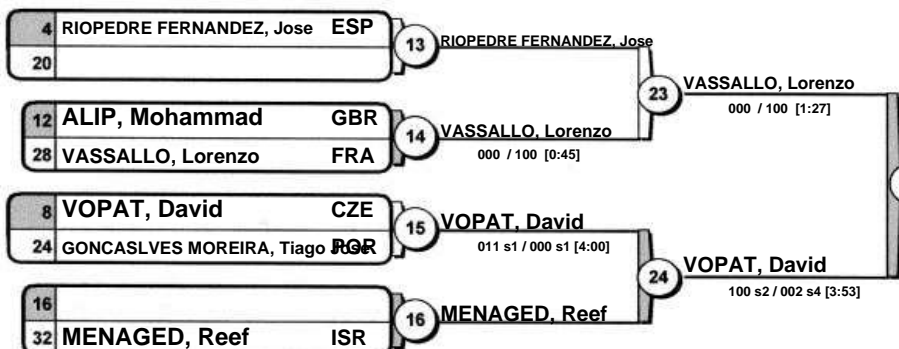 4 RIOPEDRE FERNANDEZ, Jose ESP
20
13
RIOPEDRE FERNANDEZ, Jose
12 ALIP, Mohammad GBR
28 VASSALLO, Lorenzo FRA
14
VASSALLO, Lorenzo
000 / 100 [0:45]
23
VASSALLO, Lorenzo
000 / 100 [1:27]
8 VOPAT, David CZE
24 GONCASLVES MOREIRA, Tiago Jose POR
15
VOPAT, David
011 s1 / 000 s1 [4:00]
16
32 MENAGED, Reef ISR
16
MENAGED, Reef
24
VOPAT, David
100 s2 / 002 s4 [3:53]